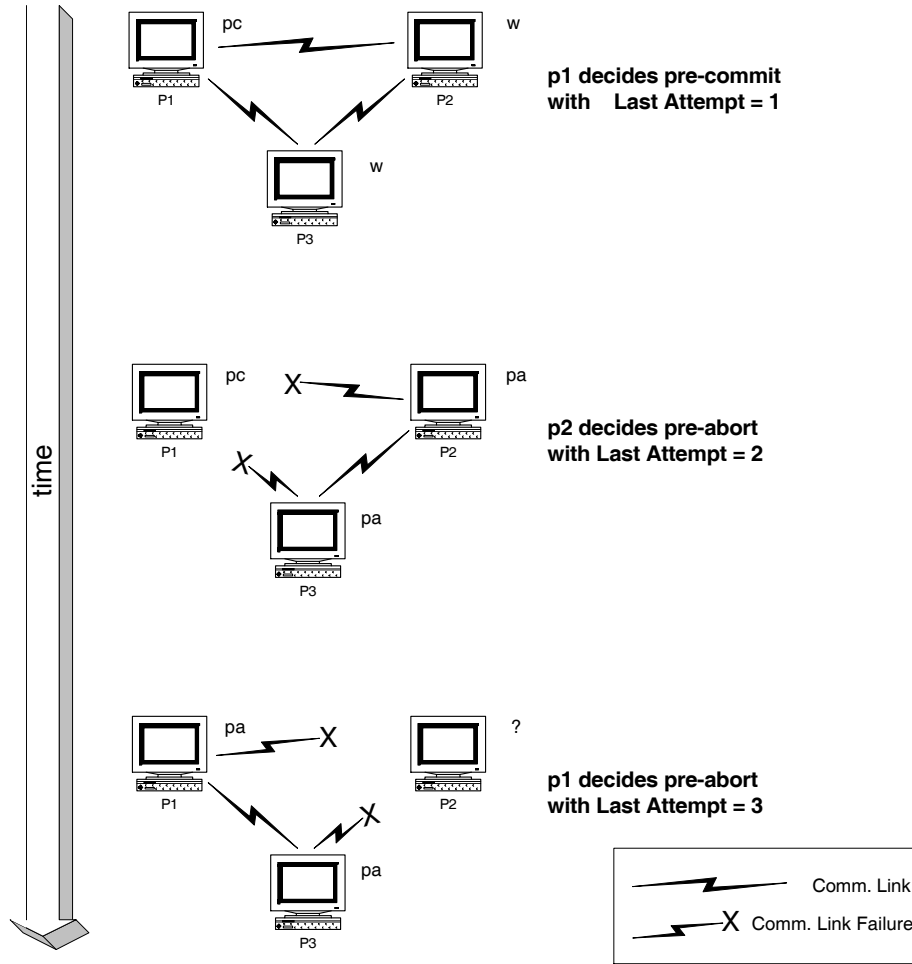 pc
w
P1
P2
p1 decides pre-commit
with Last Attempt = 1
w
P3
time
pc
X
pa
P1
P2
p2 decides pre-abort
with Last Attempt = 2
X
pa
P3
pa
X
?
P1
P2
p1 decides pre-abort
with Last Attempt = 3
X
pa
P3
Comm. Link
X Comm. Link Failure